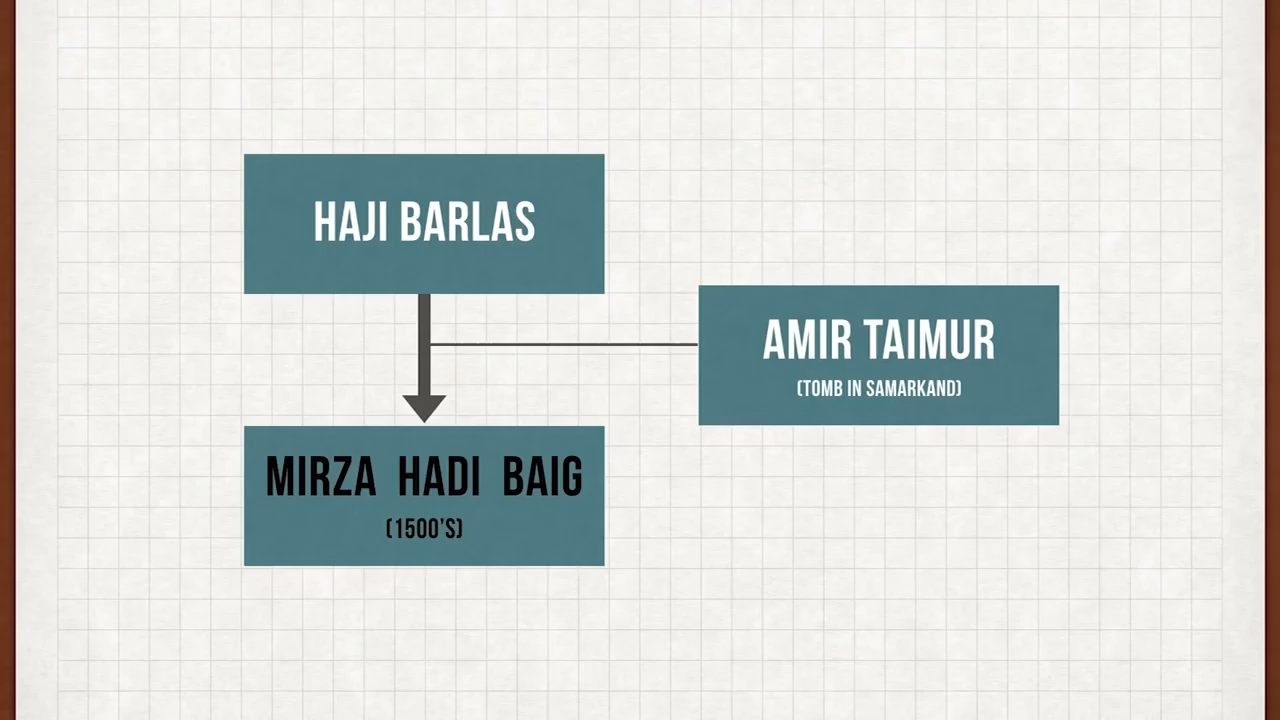 HAJI BARLAS
AMIR TAIMUR
(TOMB IN SAMARKAND)
MIRZA HADI BAIG
(1500'S)